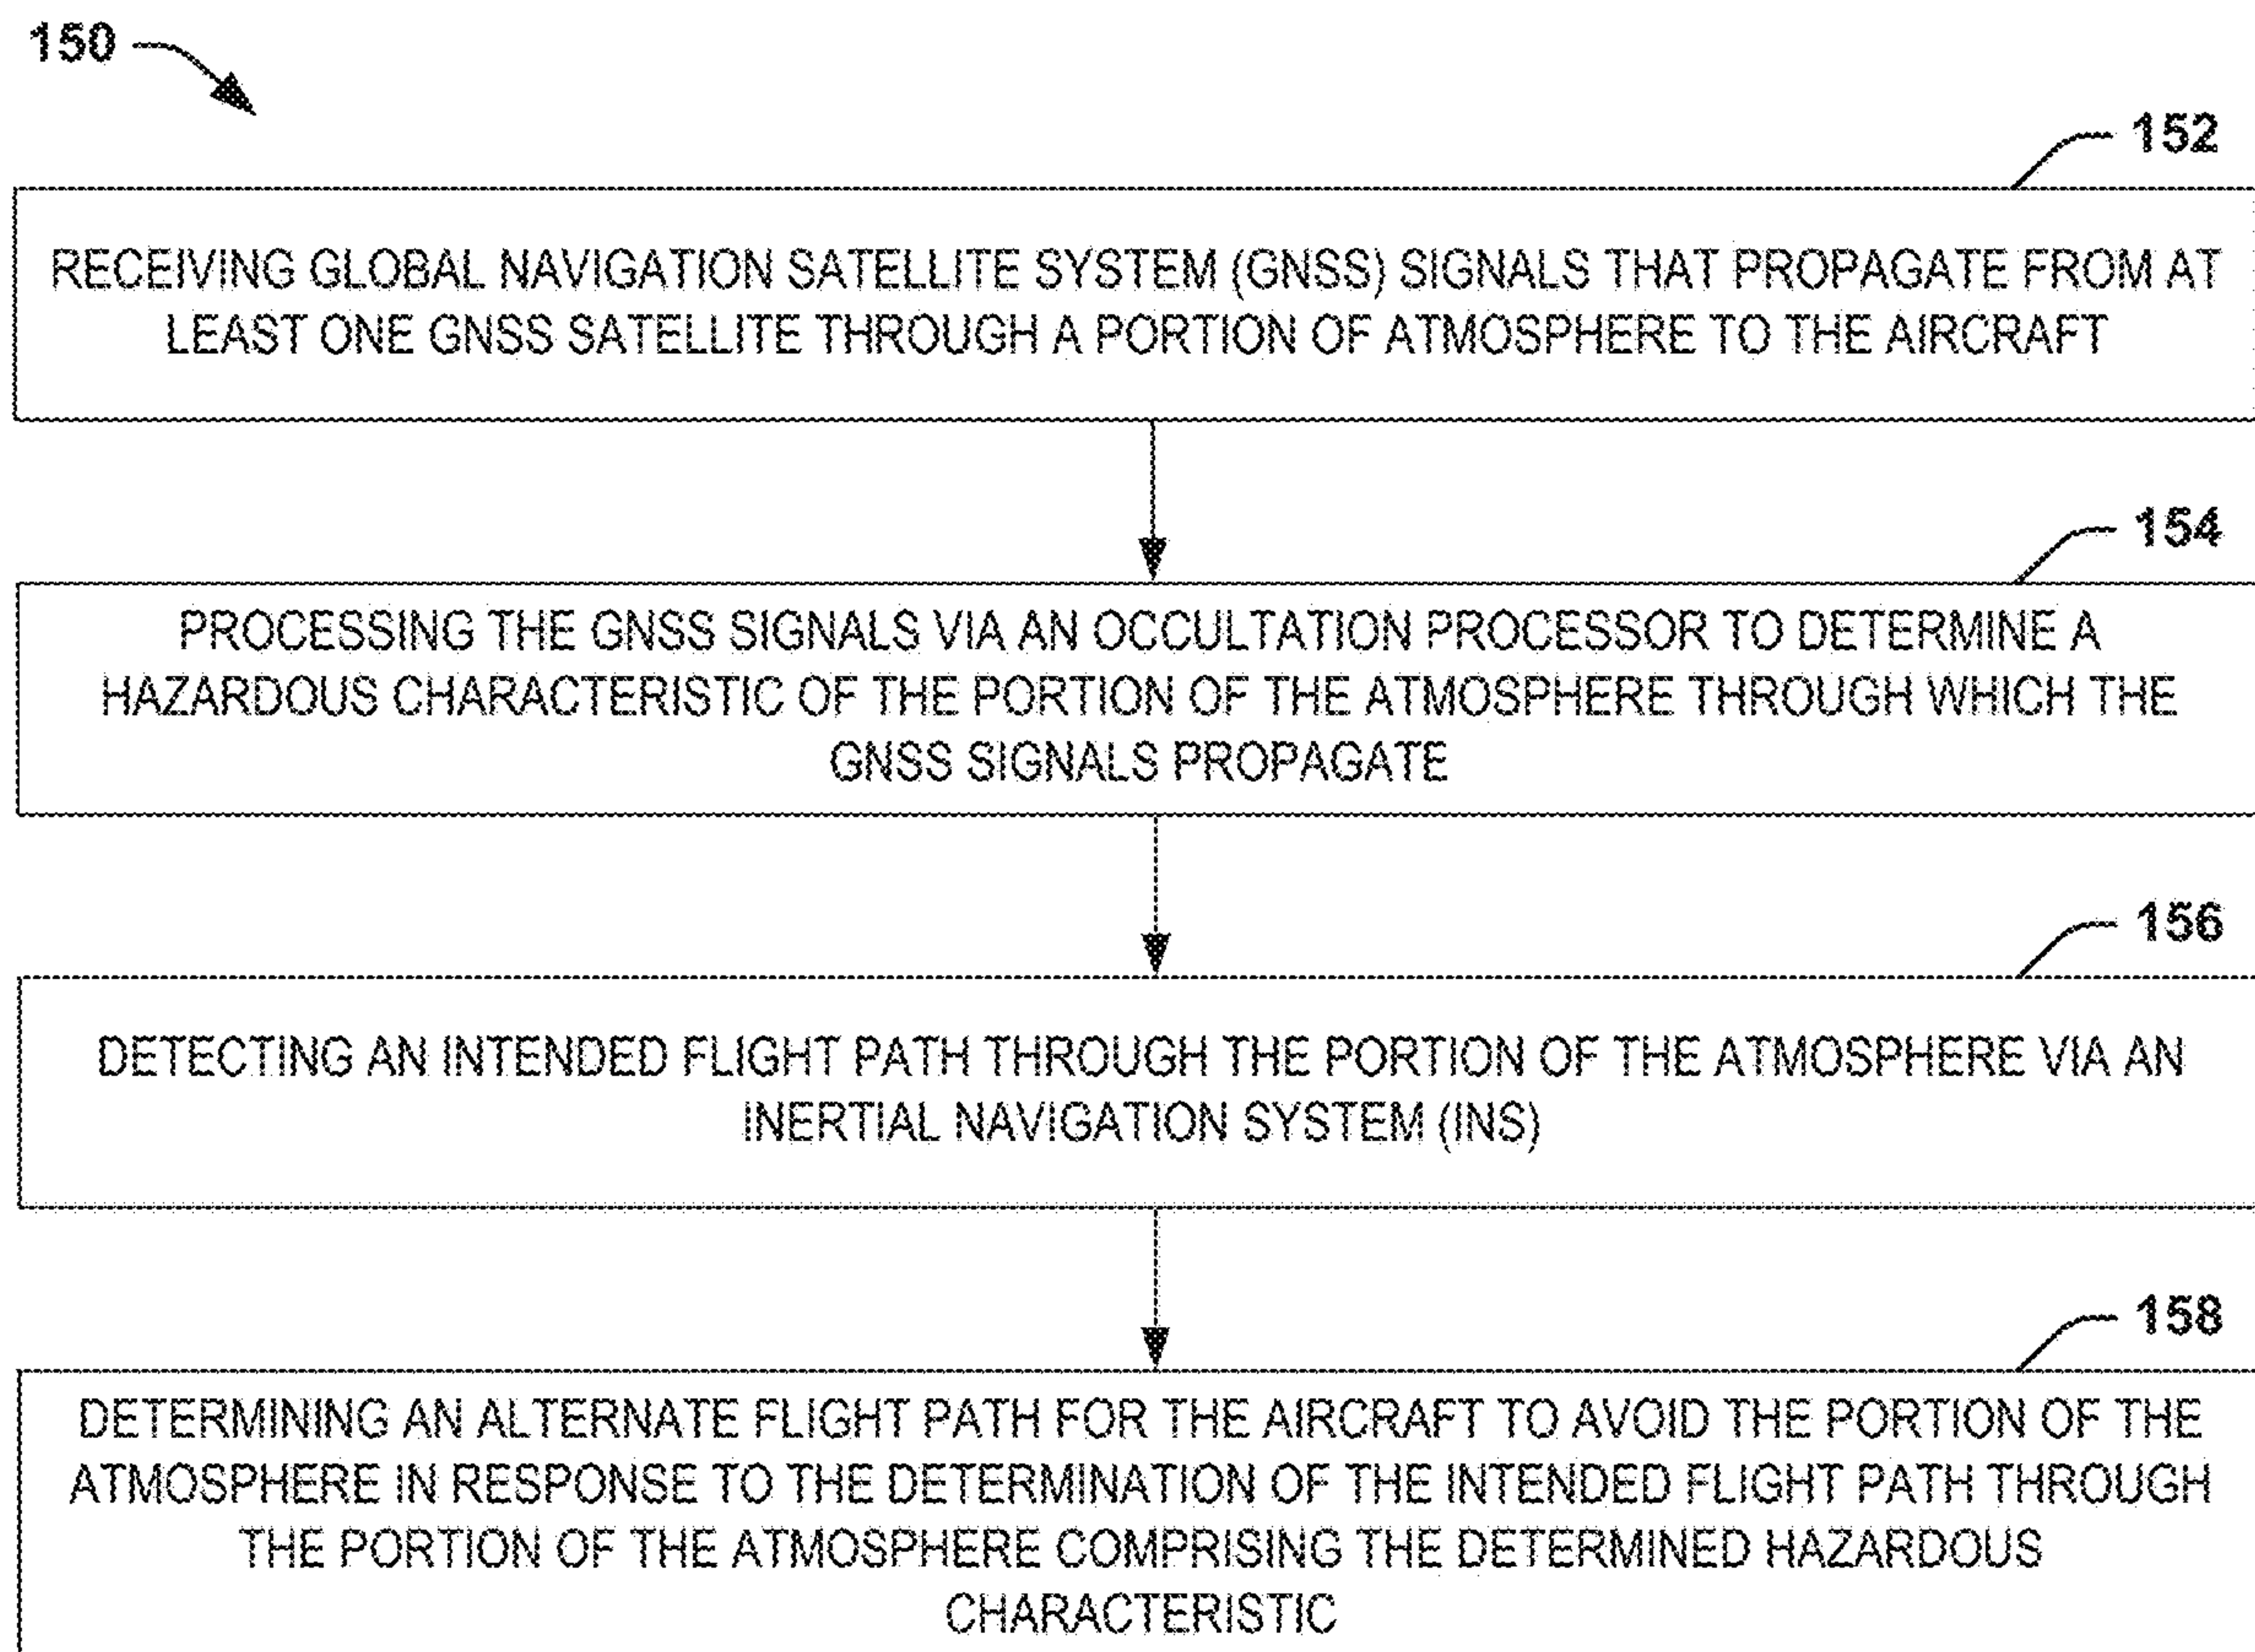 150
152
RECEIVING GLOBAL NAVIGATION SATELLITE SYSTEM (GNSS) SIGNALS THAT PROPAGATE FROM AT
LEAST ONE GNSS SATELLITE THROUGH A PORTION OF ATMOSPHERE TO THE AIRCRAFT
154
PROCESSING THE GNSS SIGNALS VIA AN OCCULTATION PROCESSOR TO DETERMINE A
HAZARDOUS CHARACTERISTIC OF THE PORTION OF THE ATMOSPHERE THROUGH WHICH THE
GNSS SIGNALS PROPAGATE
156
DETECTING AN INTENDED FLIGHT PATH THROUGH THE PORTION OF THE ATMOSPHERE VIA AN
INERTIAL NAVIGATION SYSTEM (INS)
158
DETERMINING AN ALTERNATE FLIGHT PATH FOR THE AIRCRAFT TO AVOID THE PORTION OF THE
ATMOSPHERE IN RESPONSE TO THE DETERMINATION OF THE INTENDED FLIGHT PATH THROUGH
THE PORTION OF THE ATMOSPHERE COMPRISING THE DETERMINED HAZARDOUS
CHARACTERISTIC